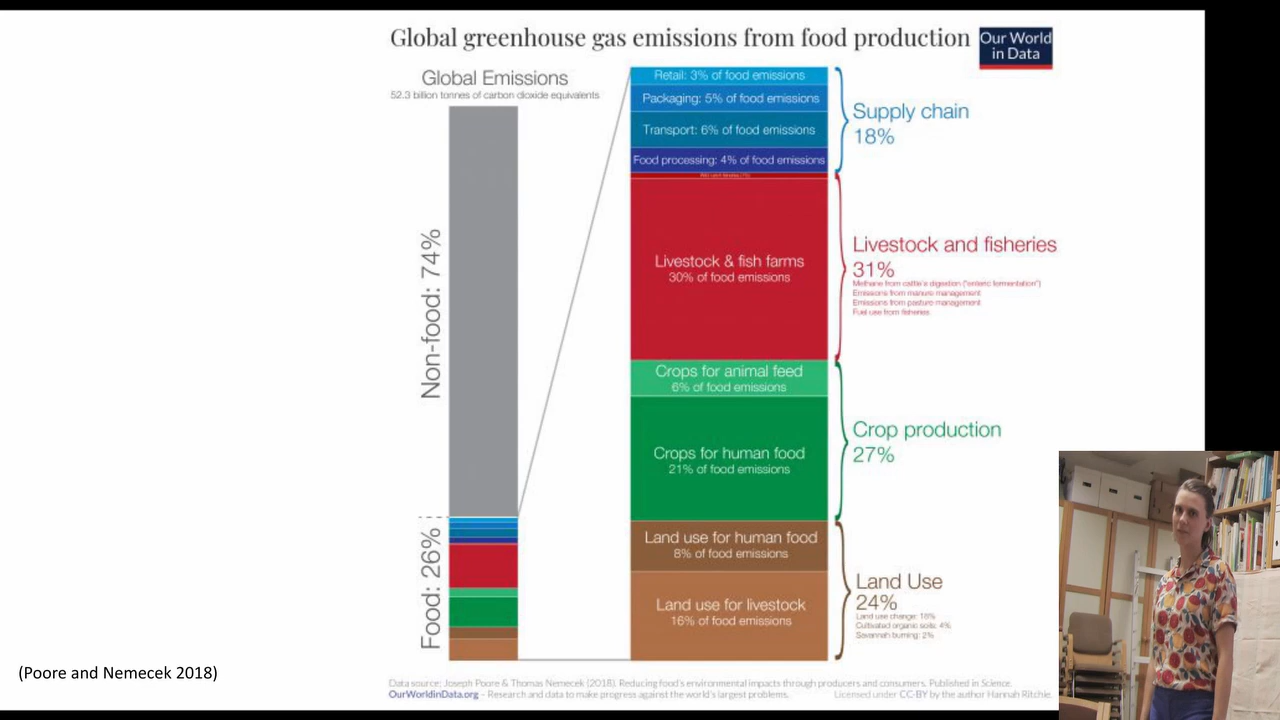 Global greenhouse gas emissions from food production
Our World
in Data
Global Emissions
52.3 billion tonnes of carbon dioxide equivalents
Non-food: 74%
Food: 26%
Retail: 3% of food emissions
Packaging: 5% of food emissions
Transport: 6% of food emissions
Food processing: 4% of food emissions
Livestock & fish farms
30% of food emissions
Crops for animal feed
6% of food emissions
Crops for human food
21% of food emissions
Land use for human food
8% of food emissions
Land use for livestock
16% of food emissions
Supply chain
18%
Livestock and fisheries
31%
Methane from cattle's digestion ("enteric fermentation")
Emissions from manure management
Emissions from pasture management
Fuel use from fisheries
Crop production
27%
Land Use
24%
Land use change: 18%
Cultivated organic soils: 4%
Savannah burning: 2%
(Poore and Nemecek 2018)
Data source: Joseph Poore & Thomas Nemecek (2018). Reducing food's environmental impacts through producers and consumers. Published in Science.
OurWorldinData.org – Research and data to make progress against the world's largest problems.
Licensed under CC-BY by the author Hannah Ritchie.